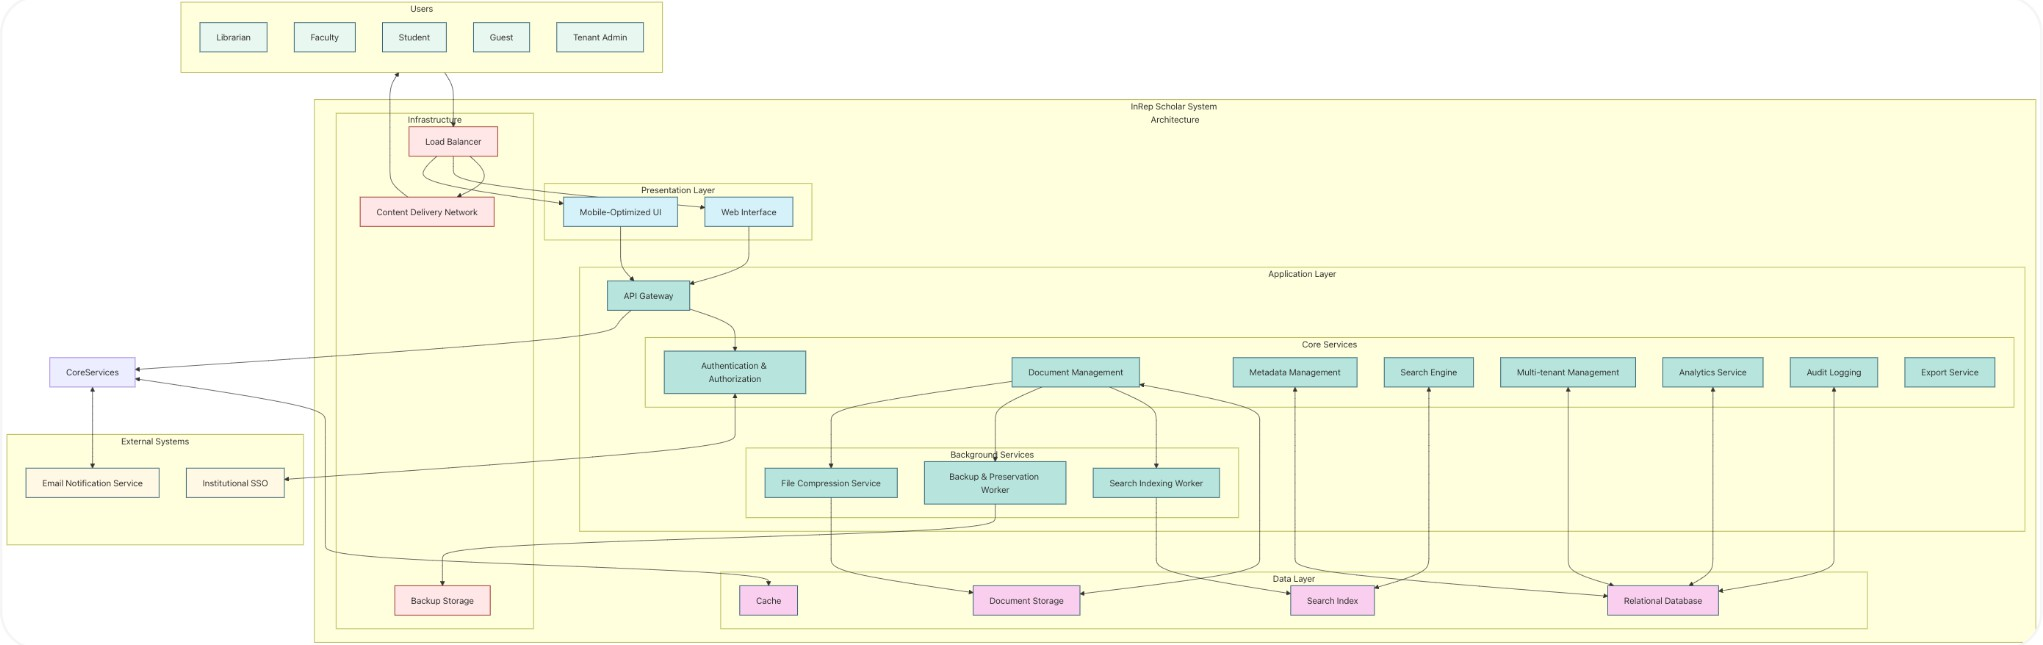 Users
Librarian
Faculty
Student
Guest
Tenant Admin
InRep Scholar System
Architecture
Infrastructure
Load Balancer
Content Delivery Network
Presentation Layer
Mobile-Optimized UI
Web Interface
Application Layer
API Gateway
Core Services
CoreServices
Authentication &
Authorization
Document Management
Metadata Management
Search Engine
Multi-tenant Management
Analytics Service
Audit Logging
Export Service
External Systems
Email Notification Service
Institutional SSO
Background Services
File Compression Service
Backup & Preservation
Worker
Search Indexing Worker
Data Layer
Backup Storage
Cache
Document Storage
Search Index
Relational Database